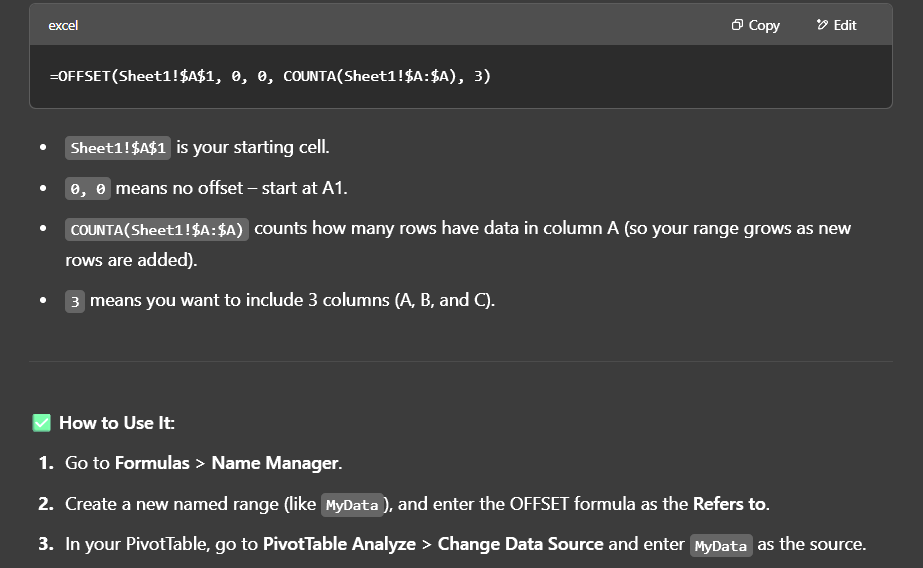 excel
Copy
Edit
=OFFSET(Sheet1!$A$1, 0, 0, COUNTA(Sheet1!$A:$A), 3)
• Sheet1!$A$1 is your starting cell.
• 0, 0 means no offset – start at A1.
• COUNTA(Sheet1!$A:$A) counts how many rows have data in column A (so your range grows as new
rows are added).
• 3 means you want to include 3 columns (A, B, and C).
✅ How to Use It:
1. Go to Formulas > Name Manager.
2. Create a new named range (like MyData), and enter the OFFSET formula as the Refers to.
3. In your PivotTable, go to PivotTable Analyze > Change Data Source and enter MyData as the source.